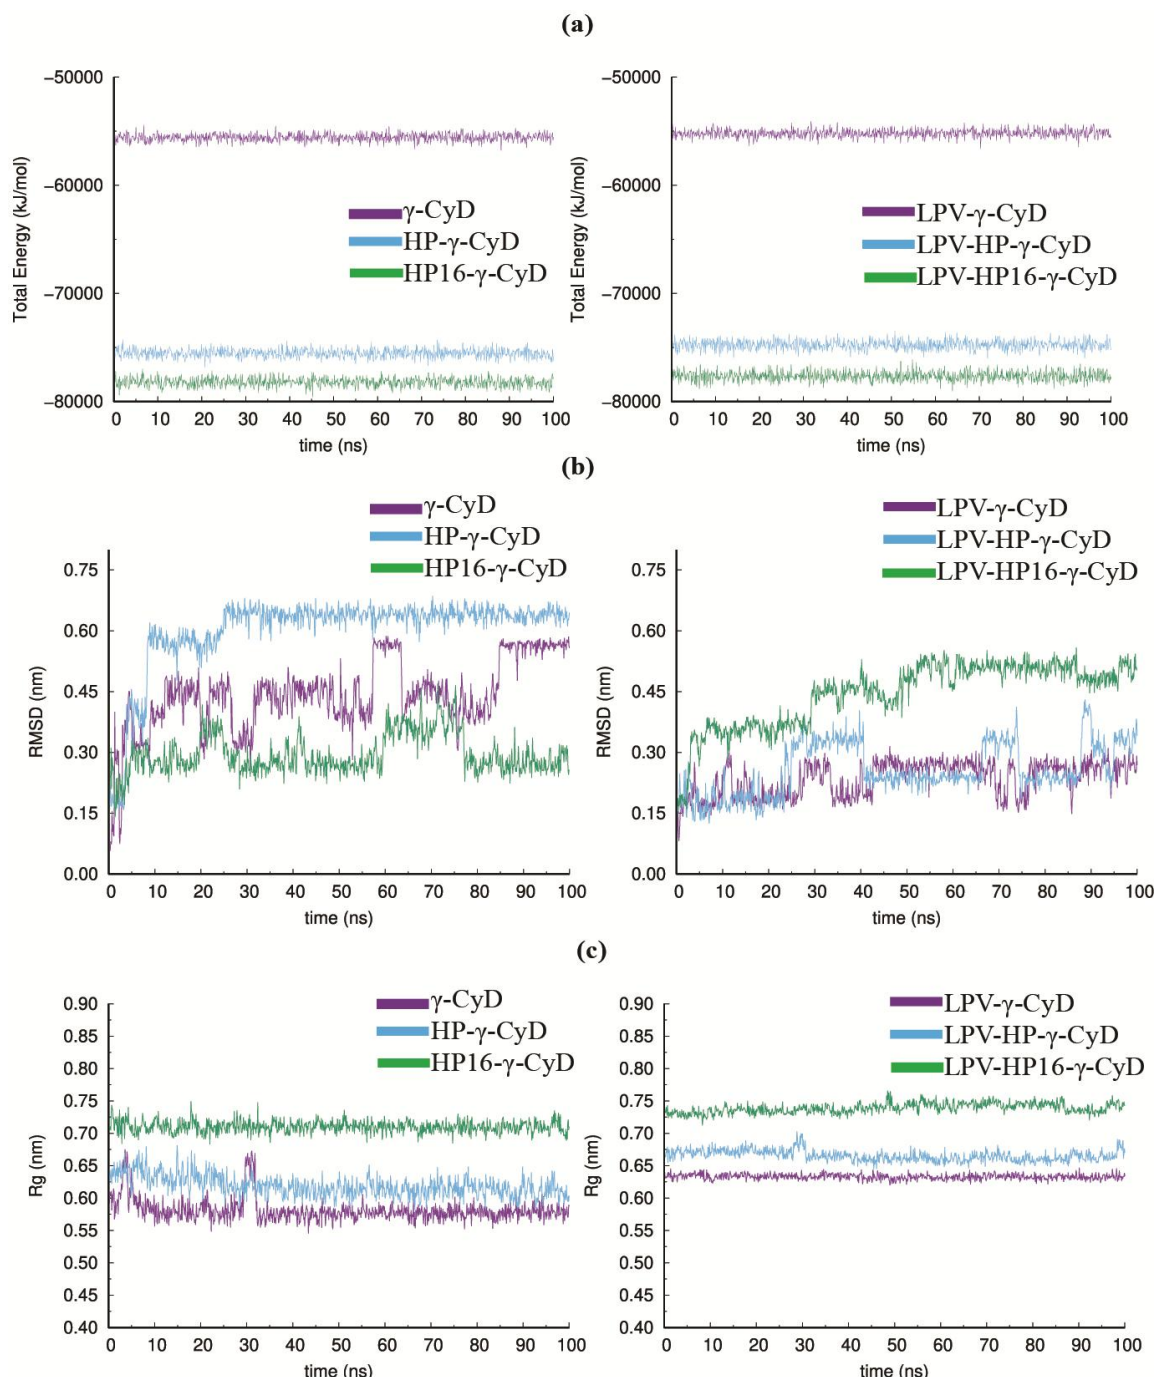 (a)
−50000
−60000
−70000
−80000
Total Energy (kJ/mol)
γ-CyD
HP-γ-CyD
HP16-γ-CyD
0 10 20 30 40 50 60 70 80 90 100
time (ns)
−50000
−60000
−70000
−80000
Total Energy (kJ/mol)
LPV-γ-CyD
LPV-HP-γ-CyD
LPV-HP16-γ-CyD
0 10 20 30 40 50 60 70 80 90 100
time (ns)
(b)
γ-CyD
HP-γ-CyD
HP16-γ-CyD
0.75
0.60
0.45
0.30
0.15
0.00
RMSD (nm)
0 10 20 30 40 50 60 70 80 90 100
time (ns)
LPV-γ-CyD
LPV-HP-γ-CyD
LPV-HP16-γ-CyD
0.75
0.60
0.45
0.30
0.15
0.00
RMSD (nm)
0 10 20 30 40 50 60 70 80 90 100
time (ns)
(c)
γ-CyD
HP-γ-CyD
HP16-γ-CyD
0.90
0.85
0.80
0.75
0.70
0.65
0.60
0.55
0.50
0.45
0.40
Rg (nm)
0 10 20 30 40 50 60 70 80 90 100
time (ns)
LPV-γ-CyD
LPV-HP-γ-CyD
LPV-HP16-γ-CyD
0.90
0.85
0.80
0.75
0.70
0.65
0.60
0.55
0.50
0.45
0.40
Rg (nm)
0 10 20 30 40 50 60 70 80 90 100
time (ns)